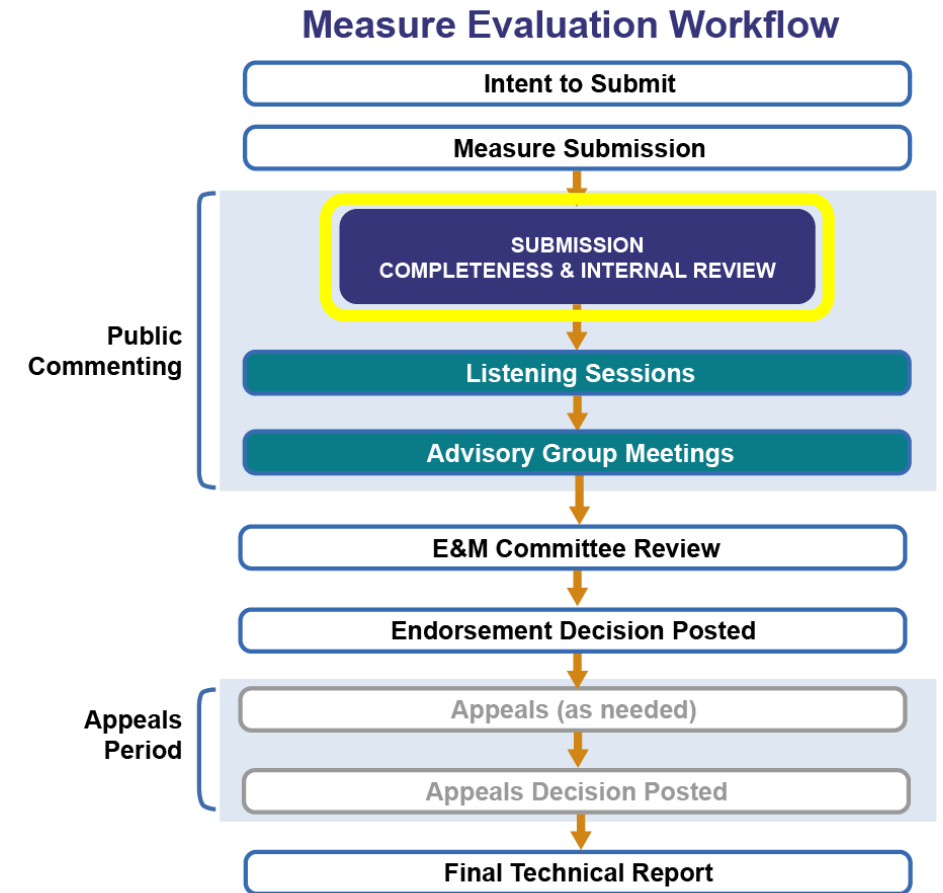 Measure Evaluation Workflow
Intent to Submit
Measure Submission
SUBMISSION
COMPLETENESS & INTERNAL REVIEW
Public
Commenting
Listening Sessions
Advisory Group Meetings
E&M Committee Review
Endorsement Decision Posted
Appeals
Period
Appeals (as needed)
Appeals Decision Posted
Final Technical Report